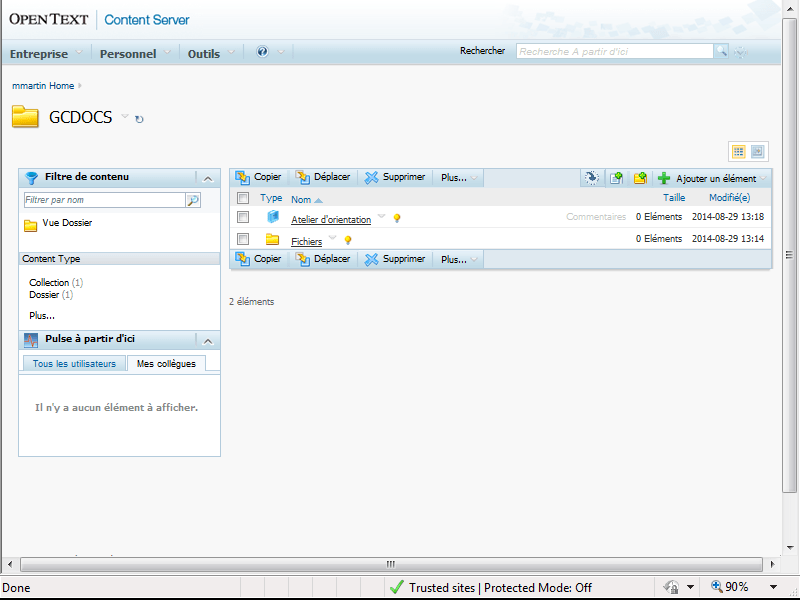 OPENTEXT | Content Server
Entreprise Personnel Outils Rechercher Recherche A partir d'ici
mmartin Home
GCDOCS
Filtre de contenu
Filtrer par nom
Vue Dossier
Content Type
Collection (1)
Dossier (1)
Plus...
Pulse à partir d'ici
Tous les utilisateurs Mes collègues
Il n'y a aucun élément à afficher.
Copier Déplacer Supprimer Plus... Ajouter un élément
Type Nom Taille Modifié(e)
Atelier d'orientation Commentaires 0 Eléments 2014-08-29 13:18
Fichiers 0 Eléments 2014-08-29 13:14
Copier Déplacer Supprimer Plus...
2 éléments
Done Trusted sites | Protected Mode: Off 90%